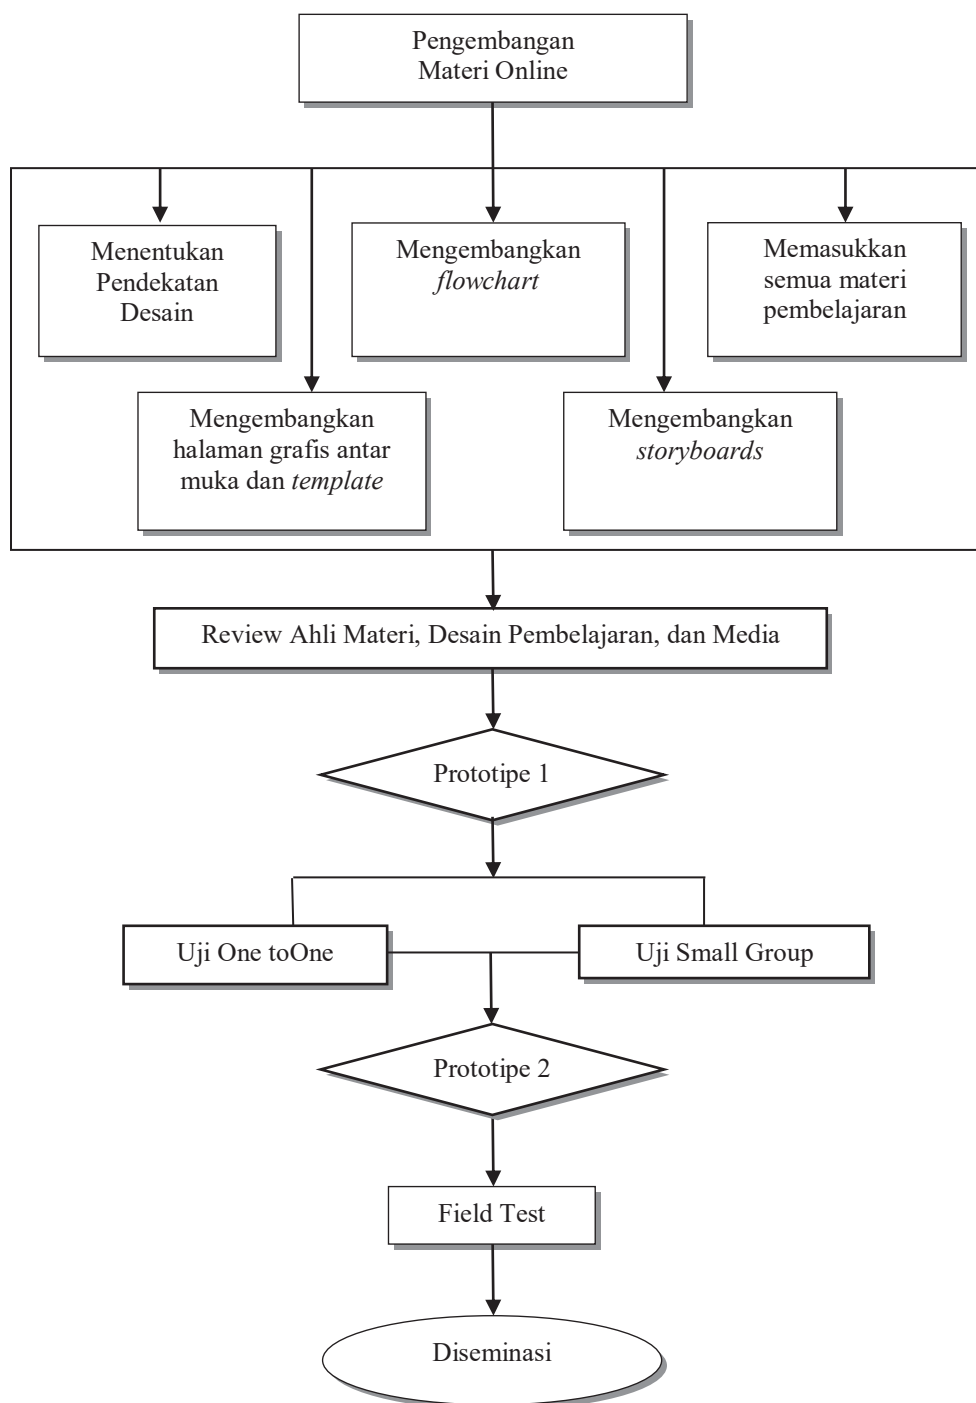 Pengembangan
Materi Online
Menentukan
Pendekatan
Desain
Mengembangkan
flowchart
Memasukkan
semua materi
pembelajaran
Mengembangkan
halaman grafis antar
muka dan template
Mengembangkan
storyboards
Review Ahli Materi, Desain Pembelajaran, dan Media
Prototipe 1
Uji One toOne
Uji Small Group
Prototipe 2
Field Test
Diseminasi